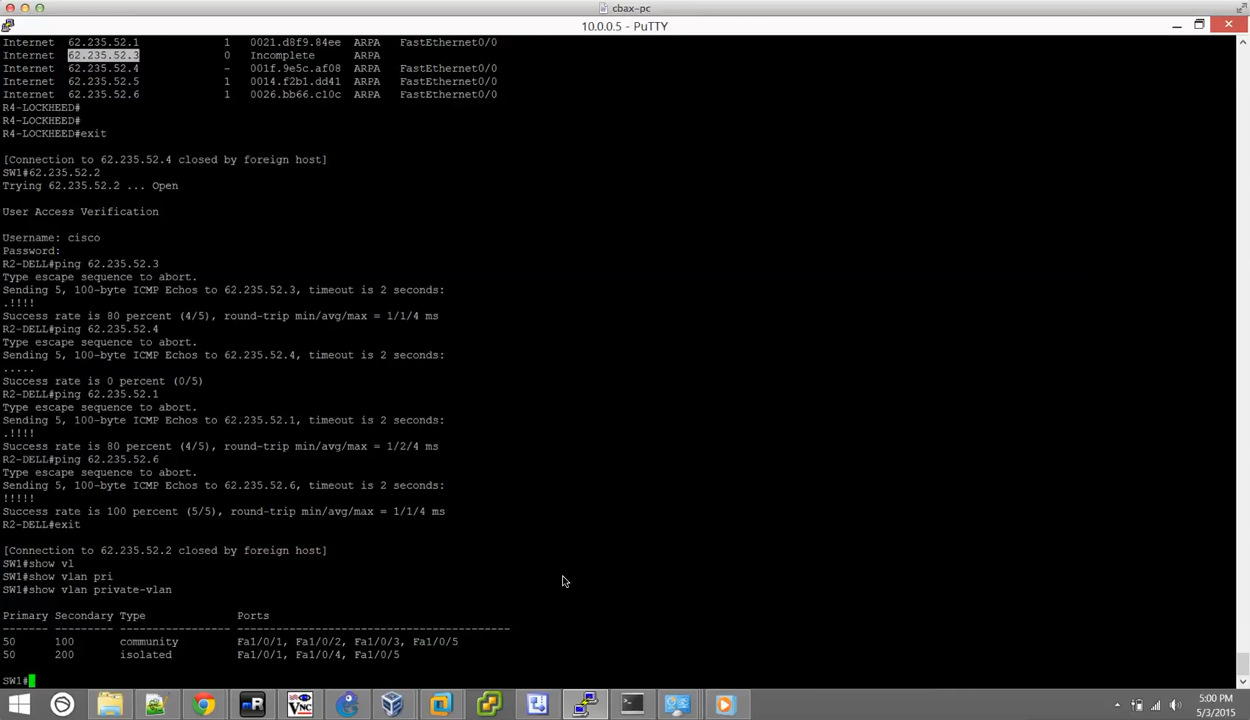 cbax-pc
10.0.0.5 - PuTTY
Internet 62.235.52.1 1 0021.d8f9.84ee ARPA FastEthernet0/0
Internet 62.235.52.3 0 Incomplete ARPA
Internet 62.235.52.4 - 001f.9e5c.af08 ARPA FastEthernet0/0
Internet 62.235.52.5 1 0014.f2b1.dd41 ARPA FastEthernet0/0
Internet 62.235.52.6 1 0026.bb66.c10c ARPA FastEthernet0/0
R4-LOCKHEED#
R4-LOCKHEED#
R4-LOCKHEED#exit
[Connection to 62.235.52.4 closed by foreign host]
SW1#62.235.52.2
Trying 62.235.52.2 ... Open
User Access Verification
Username: cisco
Password:
R2-DELL#ping 62.235.52.3
Type escape sequence to abort.
Sending 5, 100-byte ICMP Echos to 62.235.52.3, timeout is 2 seconds:
.!!!!
Success rate is 80 percent (4/5), round-trip min/avg/max = 1/1/4 ms
R2-DELL#ping 62.235.52.4
Type escape sequence to abort.
Sending 5, 100-byte ICMP Echos to 62.235.52.4, timeout is 2 seconds:
.....
Success rate is 0 percent (0/5)
R2-DELL#ping 62.235.52.1
Type escape sequence to abort.
Sending 5, 100-byte ICMP Echos to 62.235.52.1, timeout is 2 seconds:
.!!!!
Success rate is 80 percent (4/5), round-trip min/avg/max = 1/2/4 ms
R2-DELL#ping 62.235.52.6
Type escape sequence to abort.
Sending 5, 100-byte ICMP Echos to 62.235.52.6, timeout is 2 seconds:
!!!!!
Success rate is 100 percent (5/5), round-trip min/avg/max = 1/1/4 ms
R2-DELL#exit
[Connection to 62.235.52.2 closed by foreign host]
SW1#show vl
SW1#show vlan pri
SW1#show vlan private-vlan
Primary Secondary Type Ports
------- --------- ----------------- ------------------------------------------
50 100 community Fa1/0/1, Fa1/0/2, Fa1/0/3, Fa1/0/5
50 200 isolated Fa1/0/1, Fa1/0/4, Fa1/0/5
SW1#
5:00 PM
5/3/2015